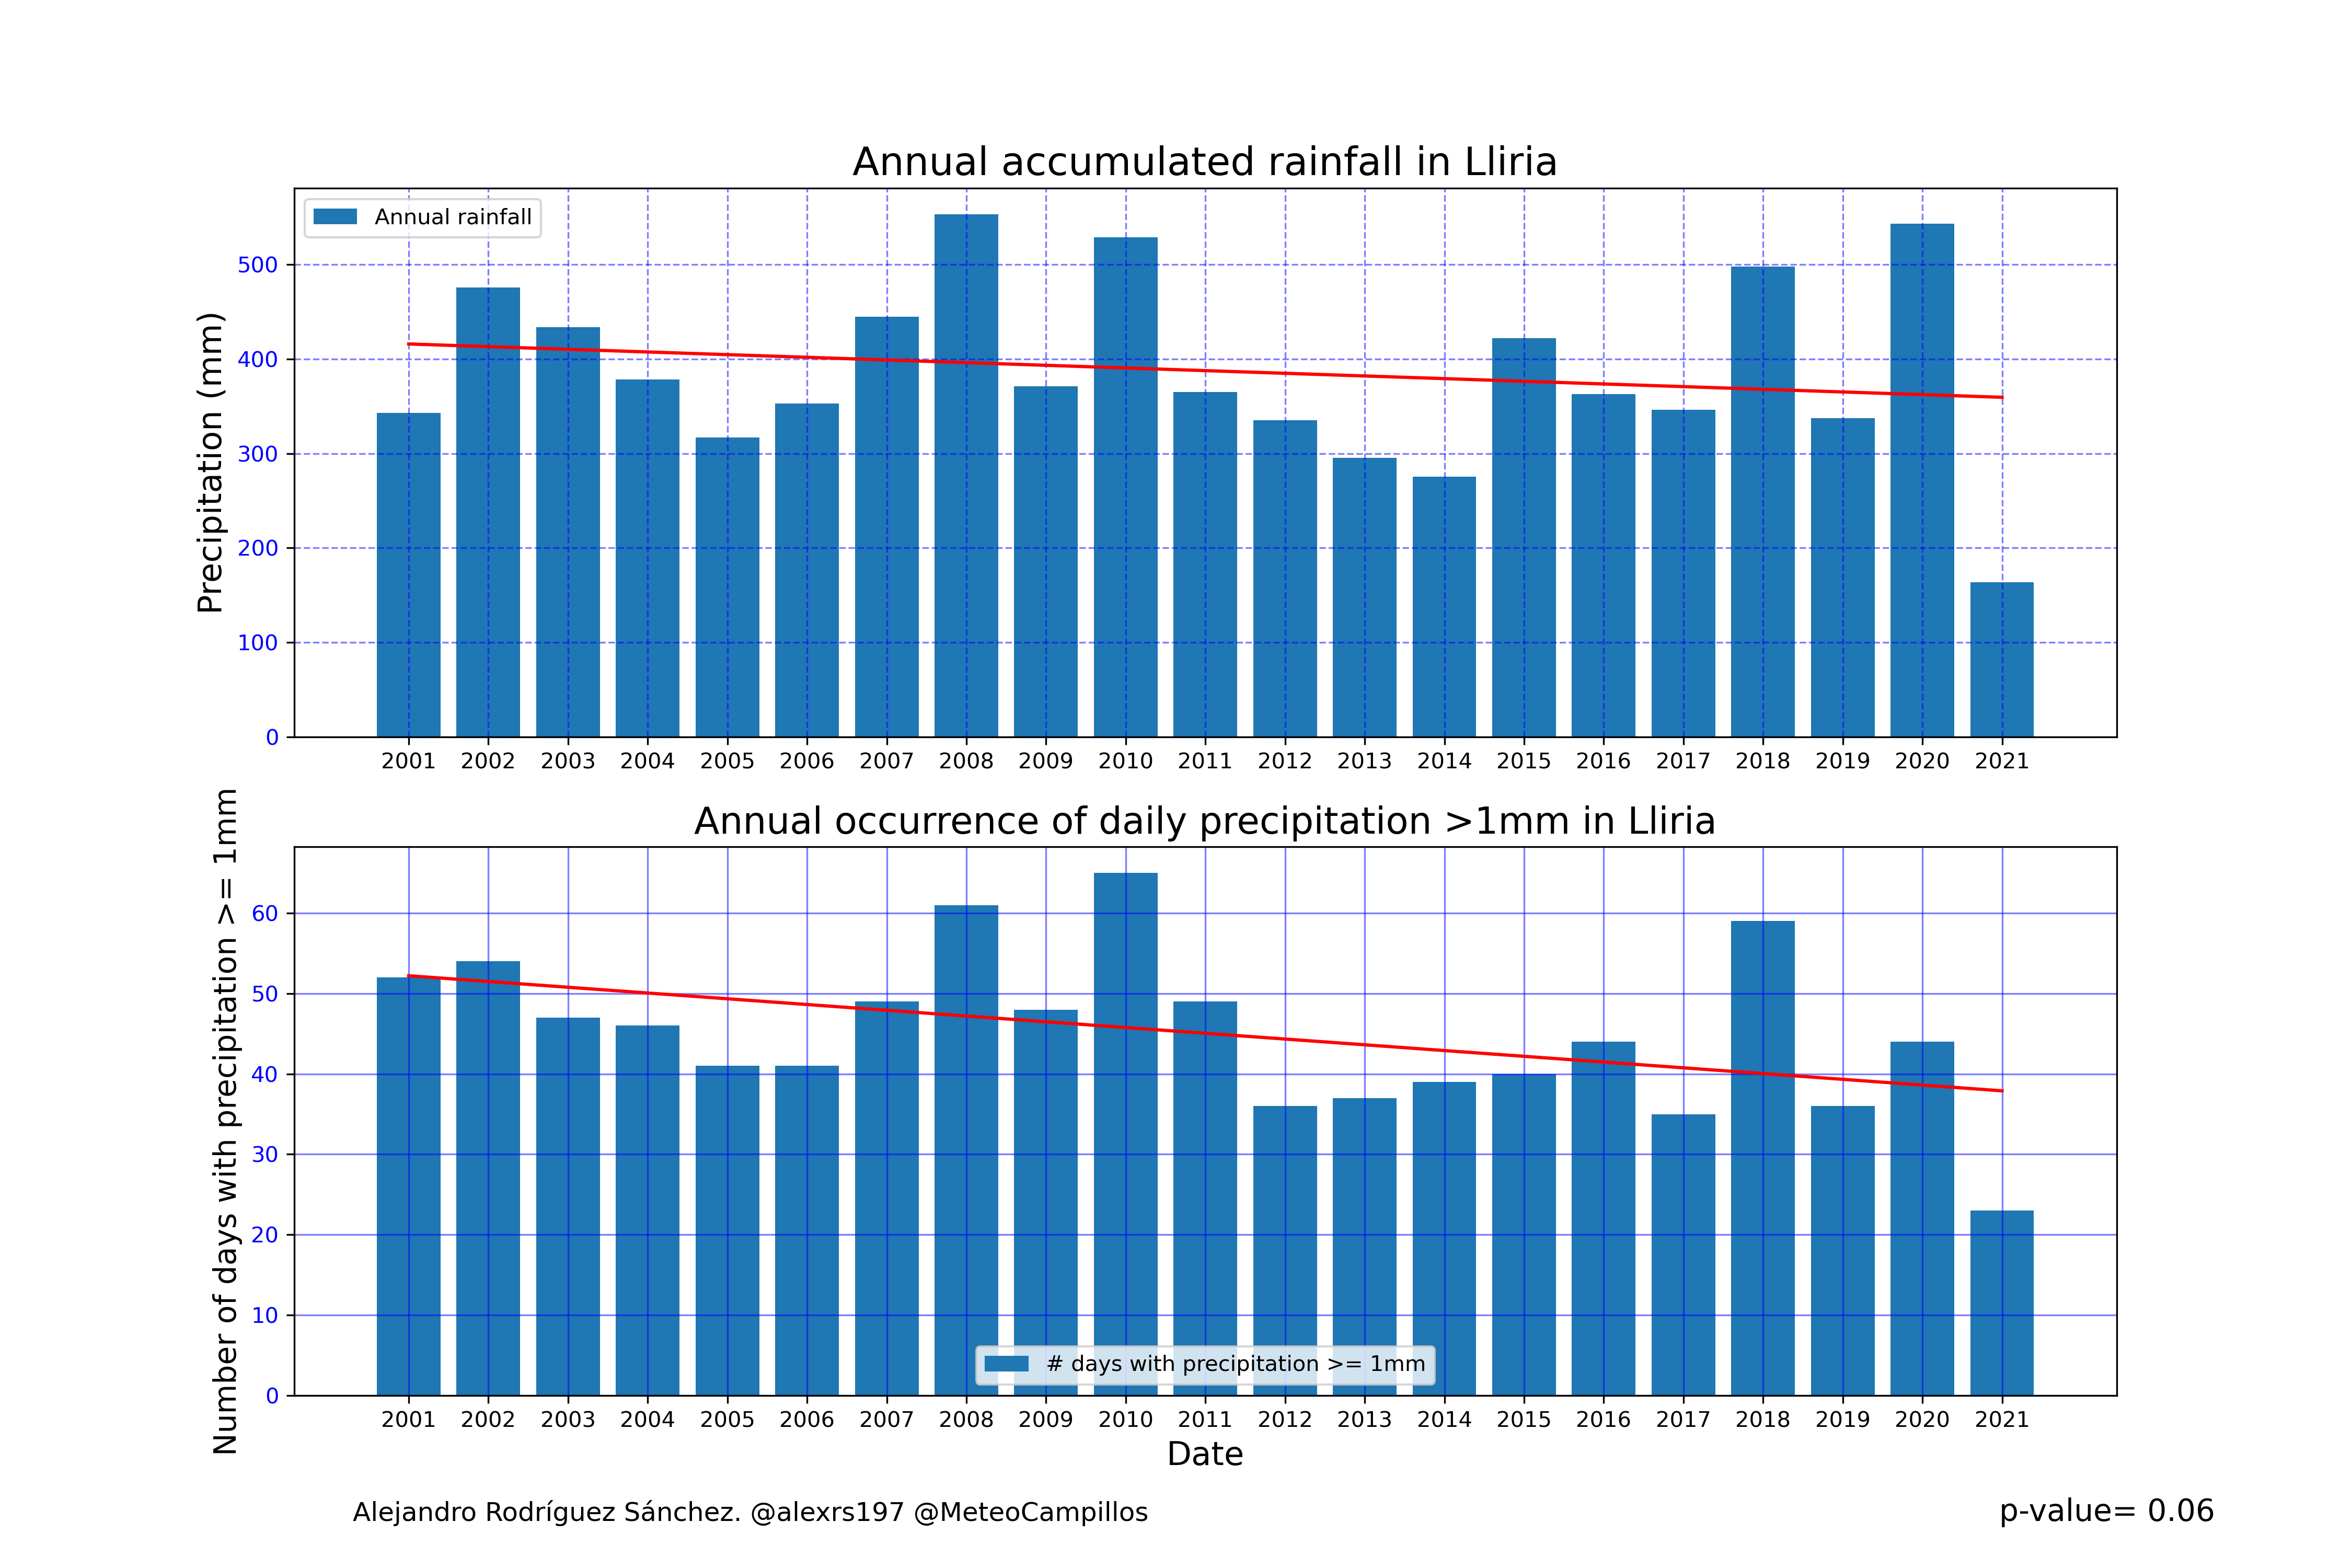 Annual accumulated rainfall in Lliria
Annual rainfall
Precipitation (mm)
500
400
300
200
100
0
2001 2002 2003 2004 2005 2006 2007 2008 2009 2010 2011 2012 2013 2014 2015 2016 2017 2018 2019 2020 2021
Annual occurrence of daily precipitation >1mm in Lliria
Number of days with precipitation >= 1mm
60
50
40
30
20
10
0
# days with precipitation >= 1mm
2001 2002 2003 2004 2005 2006 2007 2008 2009 2010 2011 2012 2013 2014 2015 2016 2017 2018 2019 2020 2021
Date
Alejandro Rodríguez Sánchez. @alexrs197 @MeteoCampillos
p-value= 0.06